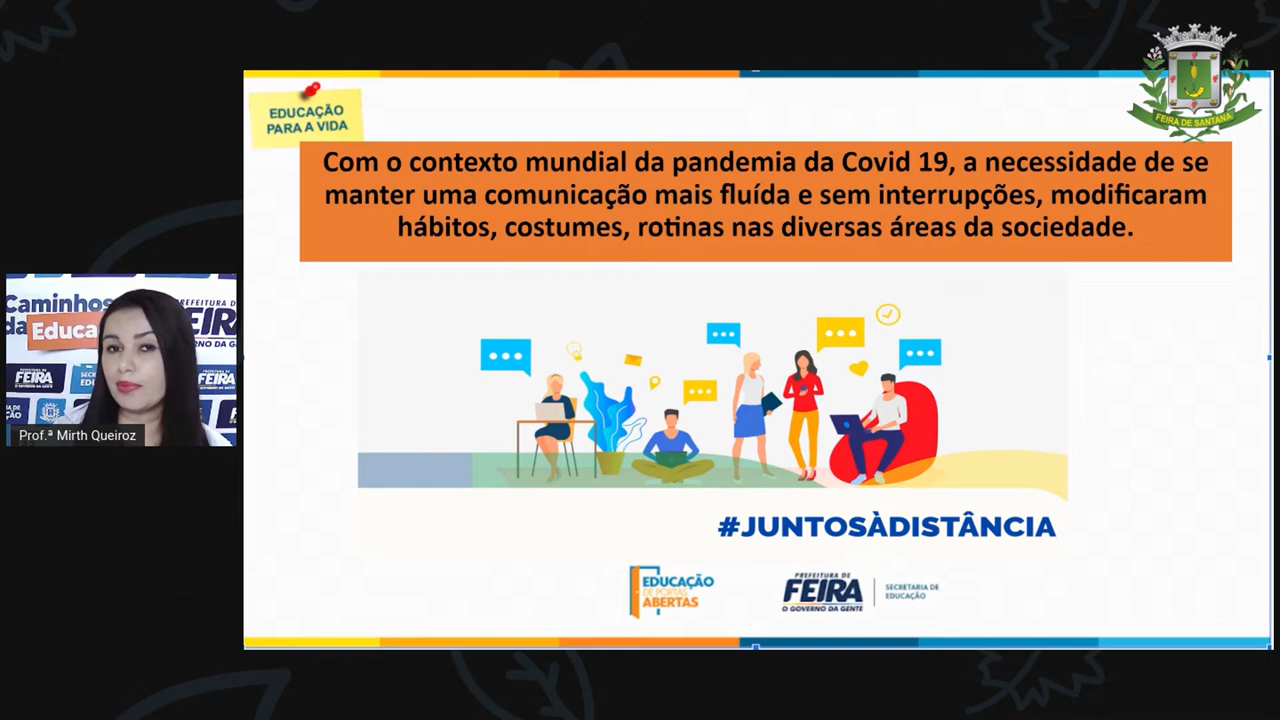 FEIRA DE SANTANA
EDUCAÇÃO
PARA A VIDA
Com o contexto mundial da pandemia da Covid 19, a necessidade de se
manter uma comunicação mais fluída e sem interrupções, modificaram
hábitos, costumes, rotinas nas diversas áreas da sociedade.
Caminhos
da Educa
PREFEITURA DE
FEIRA
Prof.ª Mirth Queiroz
#JUNTOSÀDISTÂNCIA
EDUCAÇÃO
DE PORTAS
ABERTAS
PREFEITURA DE
FEIRA
O GOVERNO DA GENTE
SECRETARIA DE
EDUCAÇÃO